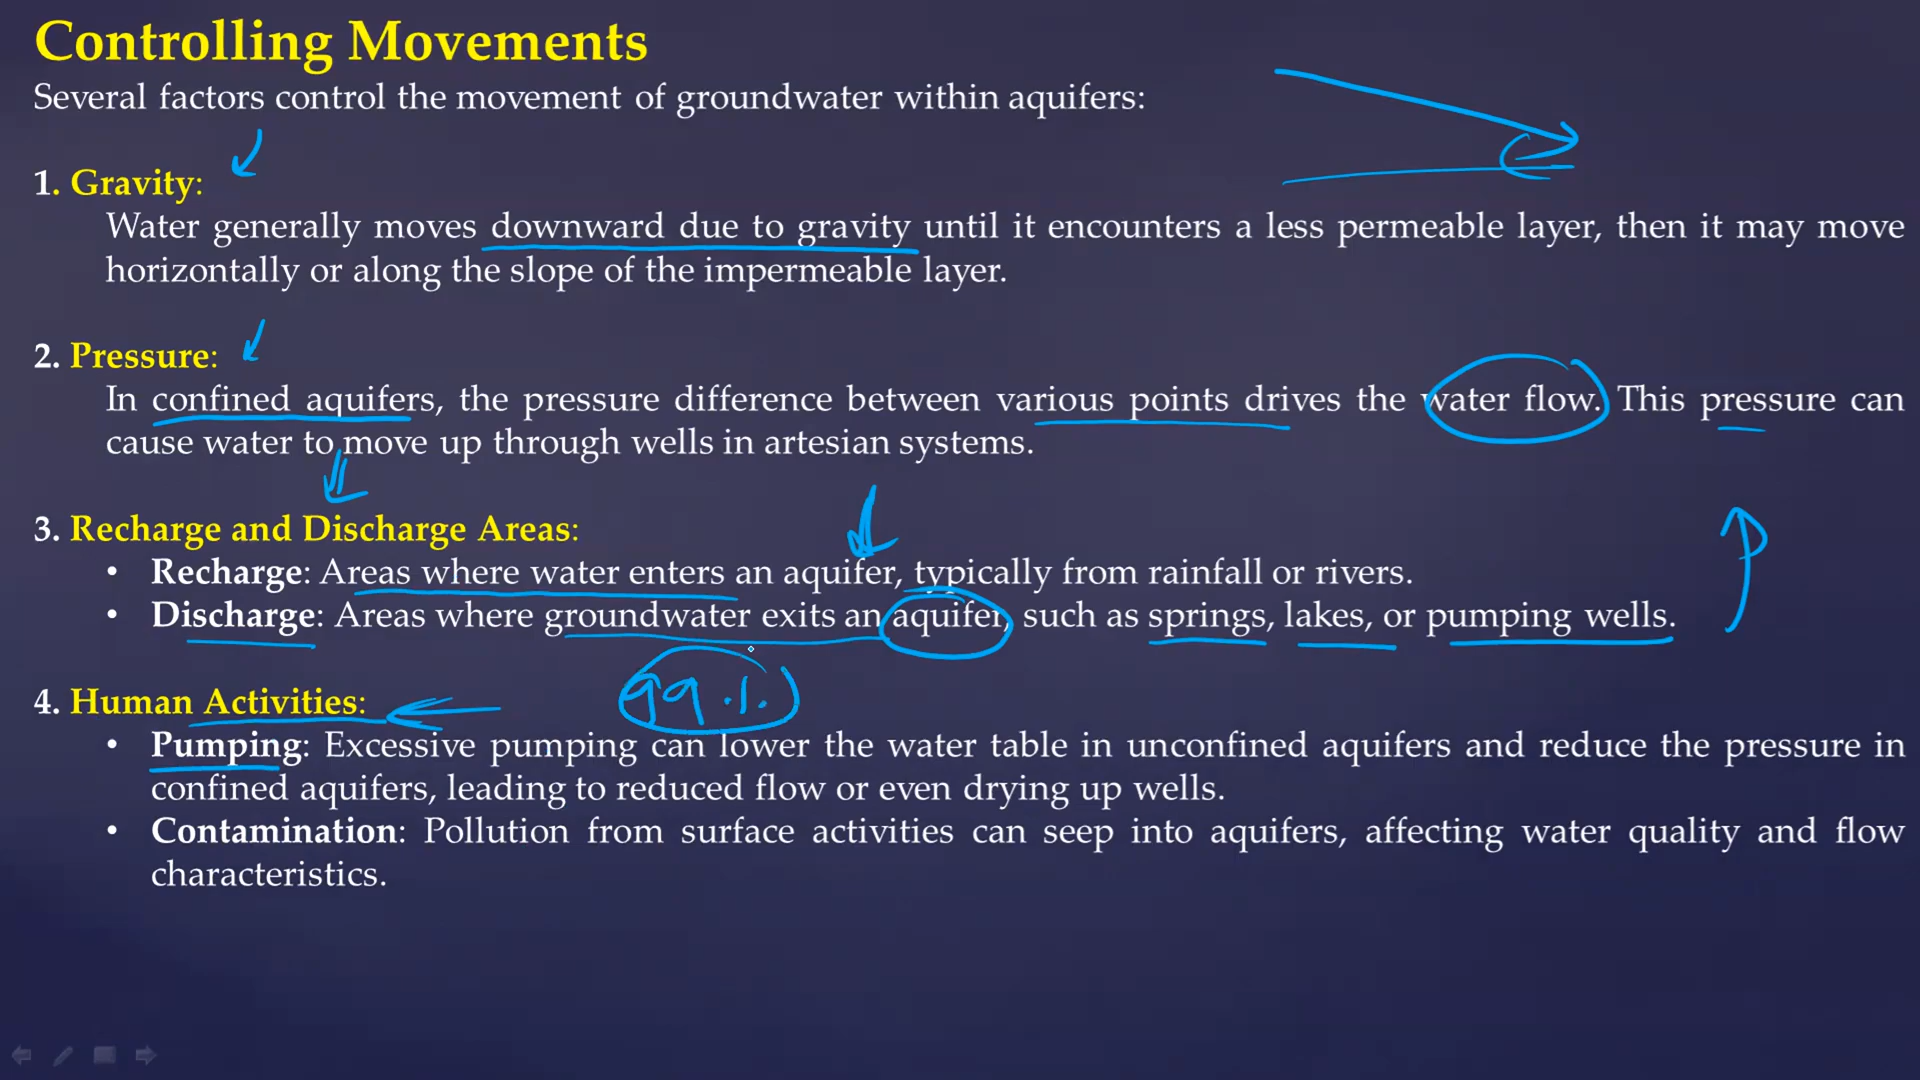 Controlling Movements
Several factors control the movement of groundwater within aquifers:
1. Gravity:
Water generally moves downward due to gravity until it encounters a less permeable layer, then it may move
horizontally or along the slope of the impermeable layer.
2. Pressure:
In confined aquifers, the pressure difference between various points drives the water flow. This pressure can
cause water to move up through wells in artesian systems.
3. Recharge and Discharge Areas:
• Recharge: Areas where water enters an aquifer, typically from rainfall or rivers.
• Discharge: Areas where groundwater exits an aquifer, such as springs, lakes, or pumping wells.
99.1.
4. Human Activities:
• Pumping: Excessive pumping can lower the water table in unconfined aquifers and reduce the pressure in
confined aquifers, leading to reduced flow or even drying up wells.
• Contamination: Pollution from surface activities can seep into aquifers, affecting water quality and flow
characteristics.